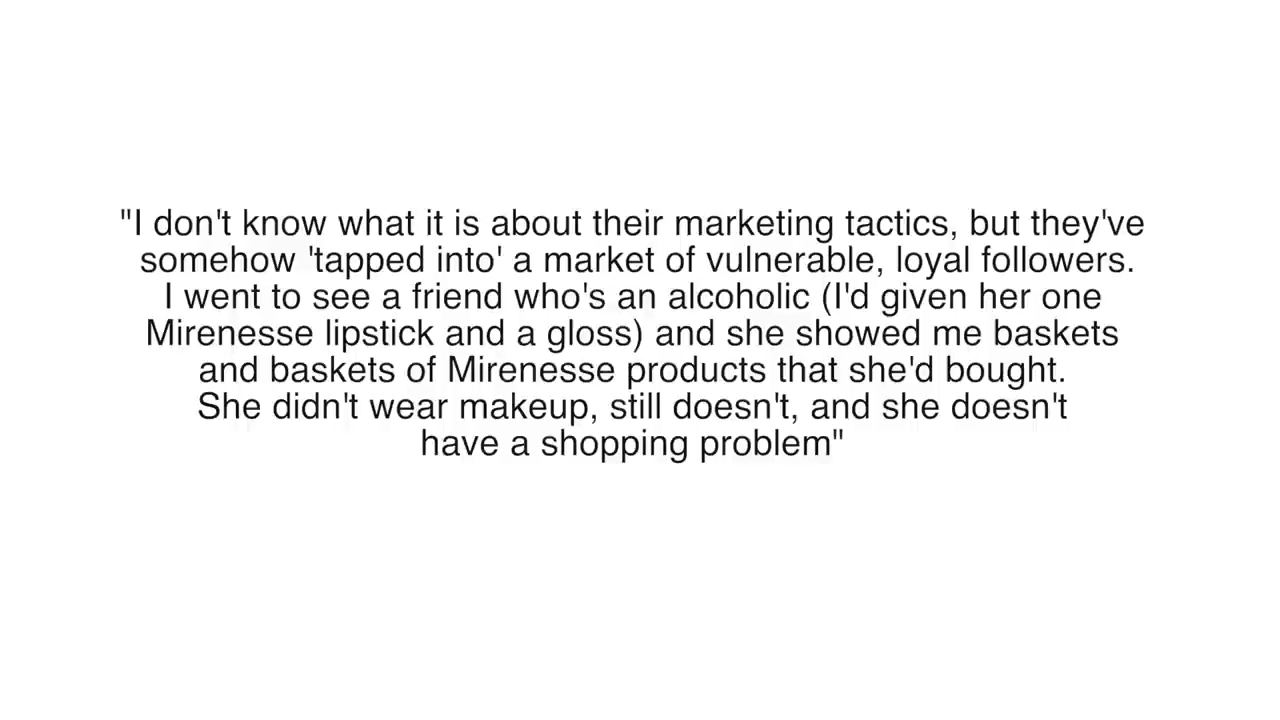 "I don't know what it is about their marketing tactics, but they've
somehow 'tapped into' a market of vulnerable, loyal followers.
I went to see a friend who's an alcoholic (I'd given her one
Mirenesse lipstick and a gloss) and she showed me baskets
and baskets of Mirenesse products that she'd bought.
She didn't wear makeup, still doesn't, and she doesn't
have a shopping problem"